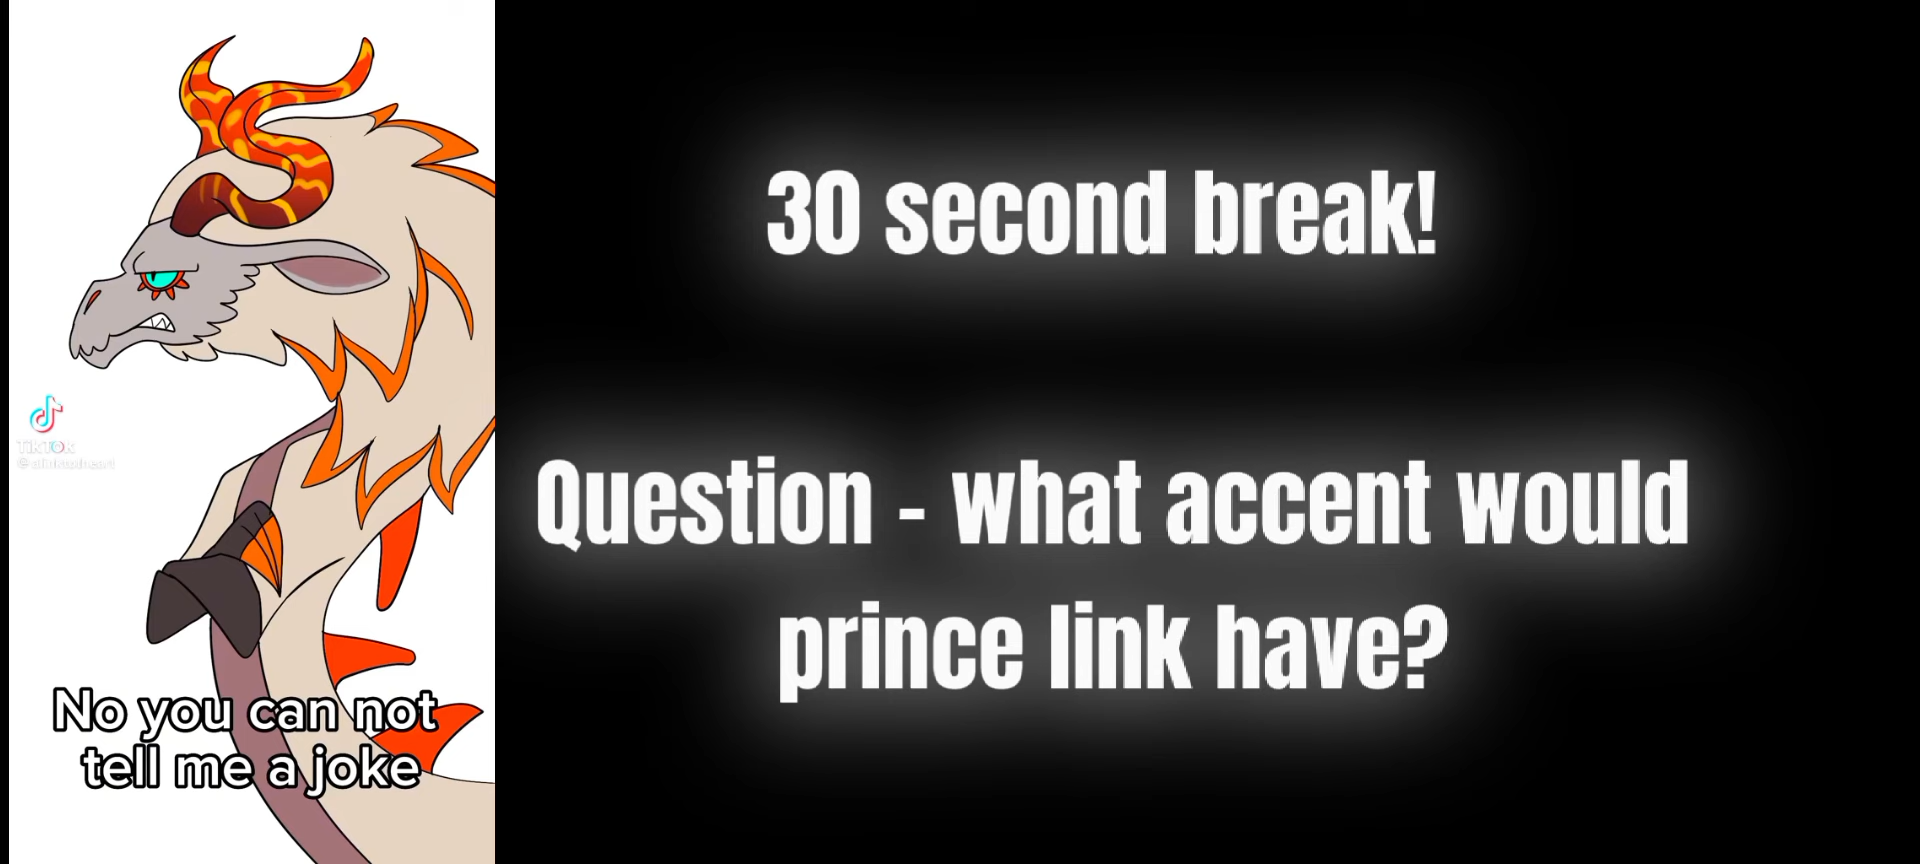 30 second break!
Question - what accent would
prince link have?
TikTok
No you can not
tell me a joke